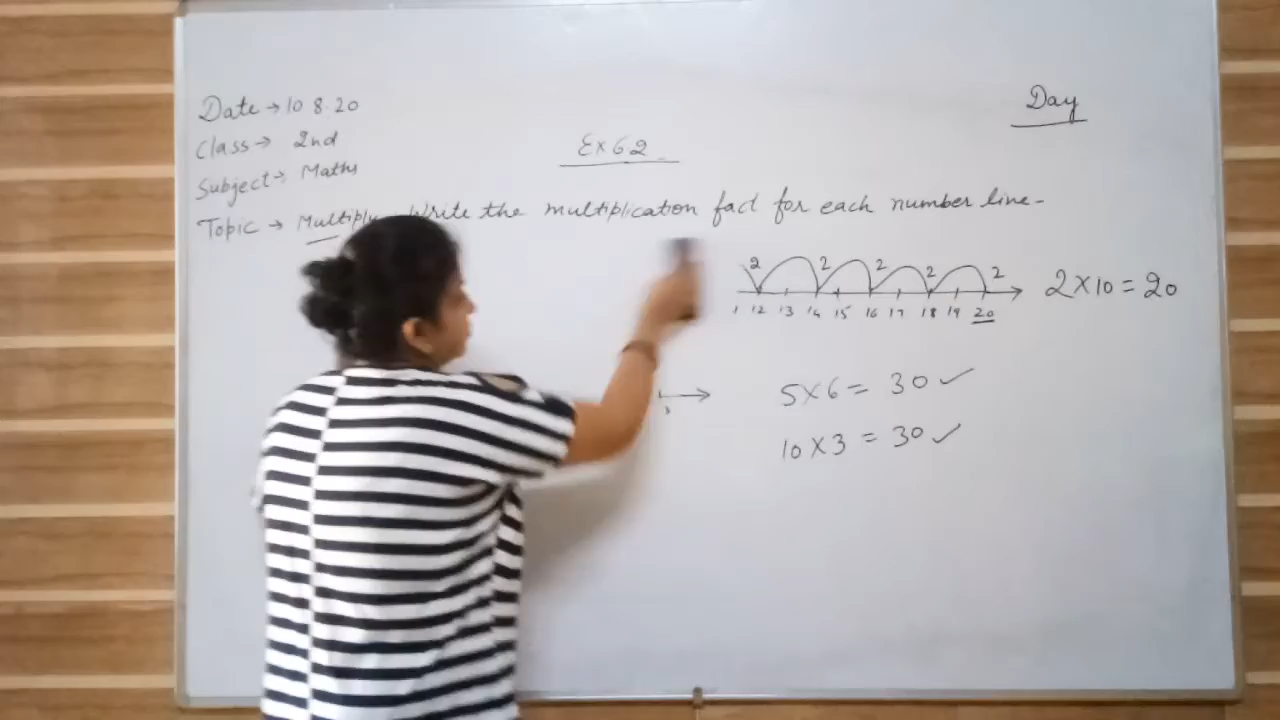 Date → 10 8.20
Day
Class → 2nd
Ex 6 2
Subject → Maths
Topic → Multiply Write the multiplication fact for each number line-
2 2 2 2 2
2×10=20
12 13 14 15 16 17 18 19 20
5×6= 30 ✓
10×3 = 30 ✓